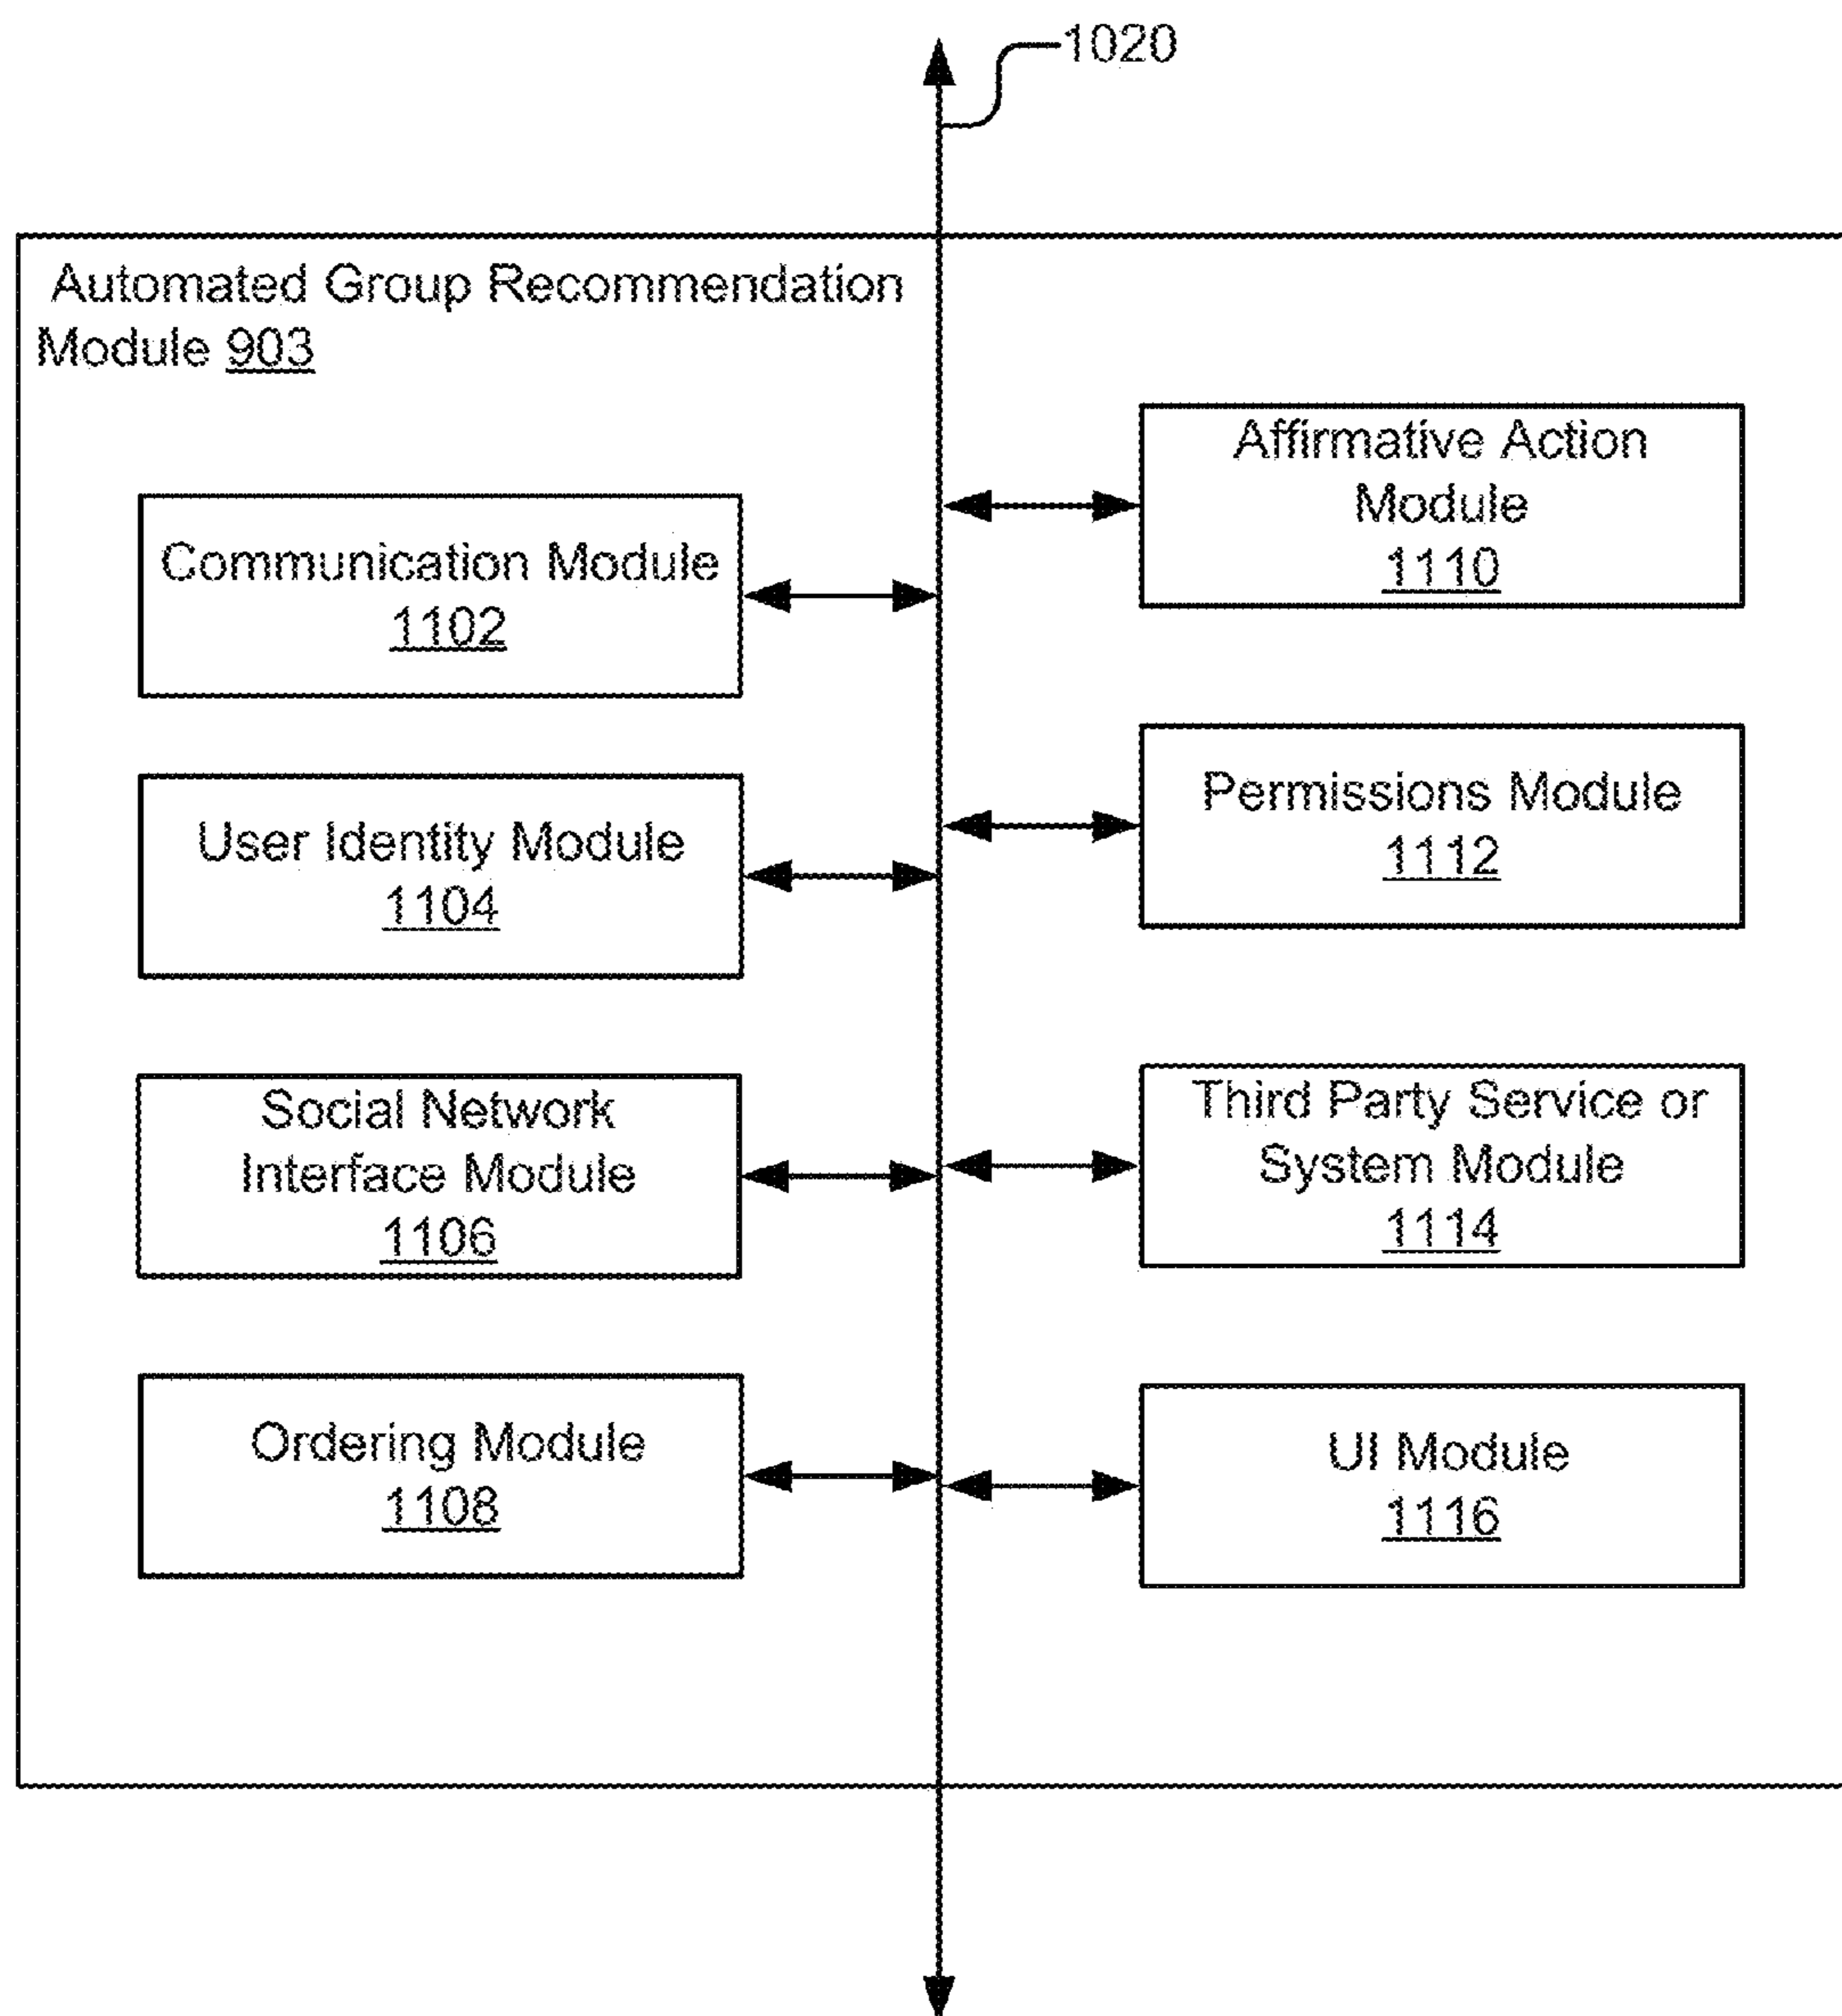 1020
Automated Group Recommendation
Module 903
Communication Module
1102
User Identity Module
1104
Social Network
Interface Module
1106
Ordering Module
1108
Affirmative Action
Module
1110
Permissions Module
1112
Third Party Service or
System Module
1114
UI Module
1116